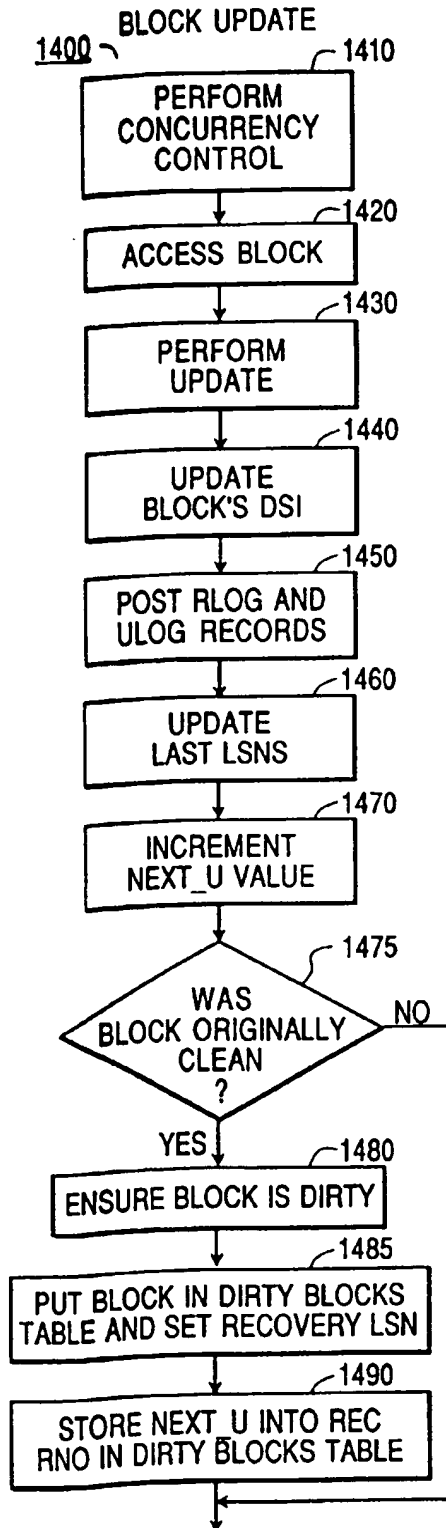 BLOCK UPDATE
1400
1410
PERFORM
CONCURRENCY
CONTROL
1420
ACCESS BLOCK
1430
PERFORM
UPDATE
1440
UPDATE
BLOCK'S DSI
1450
POST RLOG AND
ULOG RECORDS
1460
UPDATE
LAST LSNS
1470
INCREMENT
NEXT_U VALUE
1475
WAS
BLOCK ORIGINALLY
CLEAN
?
NO
YES
1480
ENSURE BLOCK IS DIRTY
1485
PUT BLOCK IN DIRTY BLOCKS
TABLE AND SET RECOVERY LSN
1490
STORE NEXT_U INTO REC
RNO IN DIRTY BLOCKS TABLE